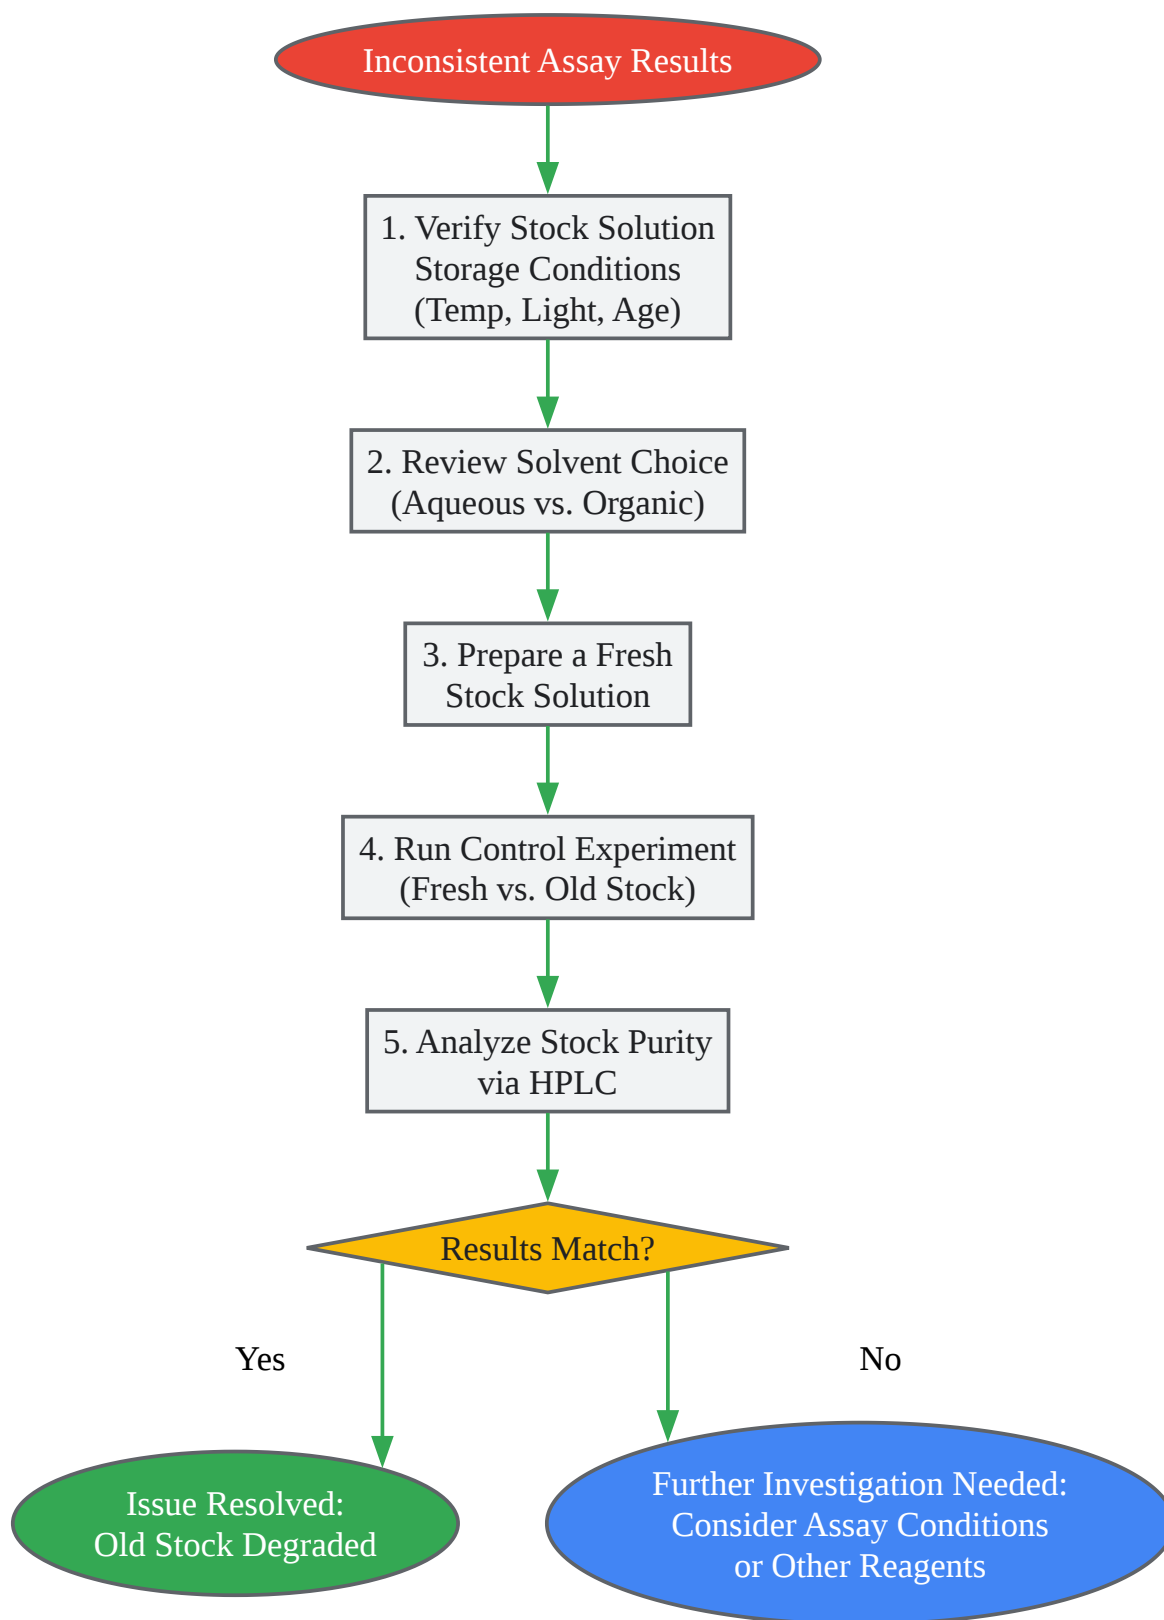 Inconsistent Assay Results
1. Verify Stock Solution
Storage Conditions
(Temp, Light, Age)
2. Review Solvent Choice
(Aqueous vs. Organic)
3. Prepare a Fresh
Stock Solution
4. Run Control Experiment
(Fresh vs. Old Stock)
5. Analyze Stock Purity
via HPLC
Results Match?
Yes
No
Issue Resolved:
Old Stock Degraded
Further Investigation Needed:
Consider Assay Conditions
or Other Reagents